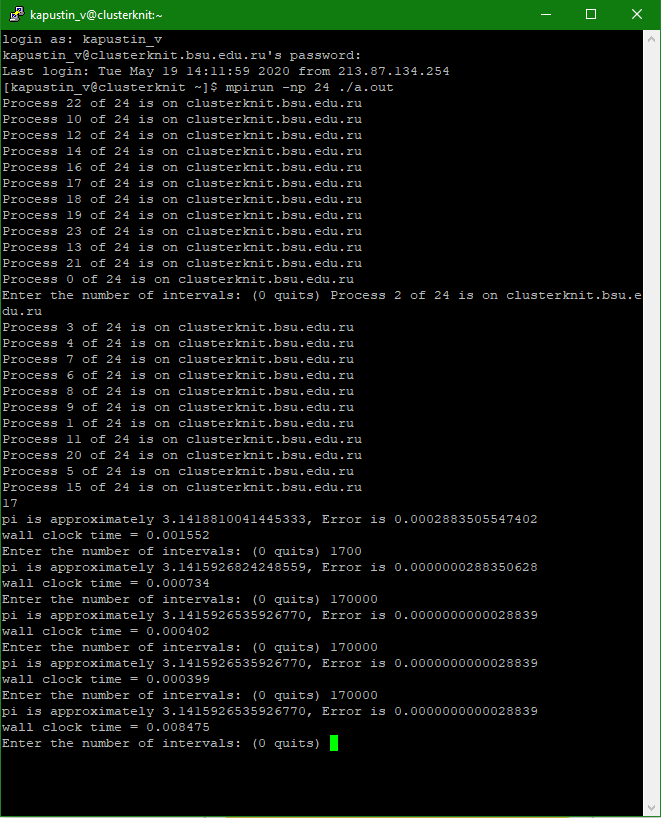 kapustin_v@clusterknit:~
login as: kapustin_v
kapustin_v@clusterknit.bsu.edu.ru's password:
Last login: Tue May 19 14:11:59 2020 from 213.87.134.254
[kapustin_v@clusterknit ~]$ mpirun -np 24 ./a.out
Process 22 of 24 is on clusterknit.bsu.edu.ru
Process 10 of 24 is on clusterknit.bsu.edu.ru
Process 12 of 24 is on clusterknit.bsu.edu.ru
Process 14 of 24 is on clusterknit.bsu.edu.ru
Process 16 of 24 is on clusterknit.bsu.edu.ru
Process 17 of 24 is on clusterknit.bsu.edu.ru
Process 18 of 24 is on clusterknit.bsu.edu.ru
Process 19 of 24 is on clusterknit.bsu.edu.ru
Process 23 of 24 is on clusterknit.bsu.edu.ru
Process 13 of 24 is on clusterknit.bsu.edu.ru
Process 21 of 24 is on clusterknit.bsu.edu.ru
Process 0 of 24 is on clusterknit.bsu.edu.ru
Enter the number of intervals: (0 quits) Process 2 of 24 is on clusterknit.bsu.e
du.ru
Process 3 of 24 is on clusterknit.bsu.edu.ru
Process 4 of 24 is on clusterknit.bsu.edu.ru
Process 7 of 24 is on clusterknit.bsu.edu.ru
Process 6 of 24 is on clusterknit.bsu.edu.ru
Process 8 of 24 is on clusterknit.bsu.edu.ru
Process 9 of 24 is on clusterknit.bsu.edu.ru
Process 1 of 24 is on clusterknit.bsu.edu.ru
Process 11 of 24 is on clusterknit.bsu.edu.ru
Process 20 of 24 is on clusterknit.bsu.edu.ru
Process 5 of 24 is on clusterknit.bsu.edu.ru
Process 15 of 24 is on clusterknit.bsu.edu.ru
17
pi is approximately 3.1418810041445333, Error is 0.0002883505547402
wall clock time = 0.001552
Enter the number of intervals: (0 quits) 1700
pi is approximately 3.1415926824248559, Error is 0.0000000288350628
wall clock time = 0.000734
Enter the number of intervals: (0 quits) 170000
pi is approximately 3.1415926535926770, Error is 0.0000000000028839
wall clock time = 0.000402
Enter the number of intervals: (0 quits) 170000
pi is approximately 3.1415926535926770, Error is 0.0000000000028839
wall clock time = 0.000399
Enter the number of intervals: (0 quits) 170000
pi is approximately 3.1415926535926770, Error is 0.0000000000028839
wall clock time = 0.008475
Enter the number of intervals: (0 quits)